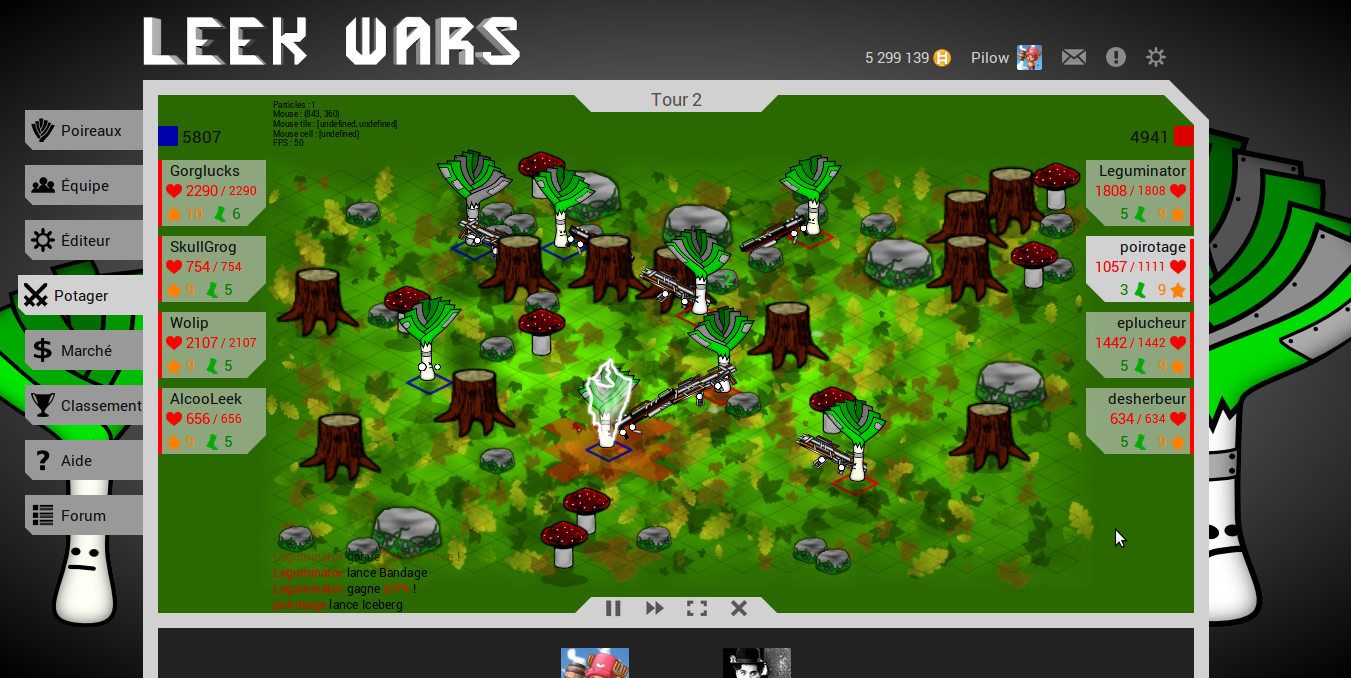 LEEK WARS
5 299 139
Pilow
Poireaux
Équipe
Éditeur
Potager
Marché
Classement
Aide
Forum
Tour 2
Particles : 1
Mouse : (843, 360)
Mouse tile : [undefined, undefined]
Mouse cell : [undefined]
FPS : 50
5807
4941
Gorglucks
2290 / 2290
10 6
SkullGrog
754 / 754
9 5
Wolip
2107 / 2107
9 5
AlcooLeek
656 / 656
9 5
Leguminator
1808 / 1808
5 9
poirotage
1057 / 1111
3 9
eplucheur
1442 / 1442
5 9
desherbeur
634 / 634
5 9
Leguminator gagne !
Leguminator lance Bandage
Leguminator gagne 0 PV !
poirotage lance Iceberg